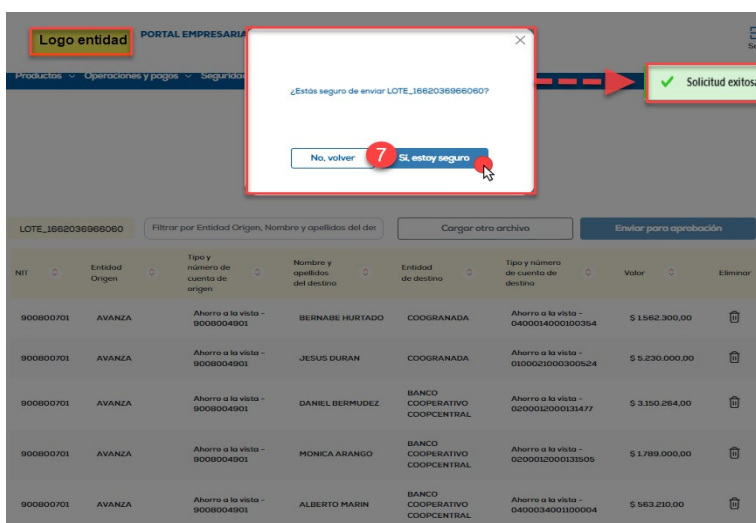 Logo entidad
PORTAL EMPRESARIA
Productos Operaciones y pagos Segurida
¿Estás seguro de enviar LOTE_1662036966060?
Solicitud exitosa
No, volver 7 Sí, estoy seguro
LOTE_1662036966060 Filtrar por Entidad Origen, Nombre y apellidos del des Cargar otro archivo Enviar para aprobación
NIT Entidad Origen Tipo y número de cuenta de origen Nombre y apellidos del destino Entidad de destino Tipo y número de cuenta de destino Valor Eliminar
900800701 AVANZA Ahorro a la vista - 9008004901 BERNABE HURTADO COOGRANADA Ahorro a la vista - 0400014000100354 $ 1.562.300,00
900800701 AVANZA Ahorro a la vista - 9008004901 JESUS DURAN COOGRANADA Ahorro a la vista - 0100021000300524 $ 5.230.000,00
900800701 AVANZA Ahorro a la vista - 9008004901 DANIEL BERMUDEZ BANCO COOPERATIVO COOPCENTRAL Ahorro a la vista - 0200012000131477 $ 3.150.264,00
900800701 AVANZA Ahorro a la vista - 9008004901 MONICA ARANGO BANCO COOPERATIVO COOPCENTRAL Ahorro a la vista - 0200012000131505 $ 1.789.000,00
900800701 AVANZA Ahorro a la vista - 9008004901 ALBERTO MARIN BANCO COOPERATIVO COOPCENTRAL Ahorro a la vista - 0400034001100004 $ 563.210,00